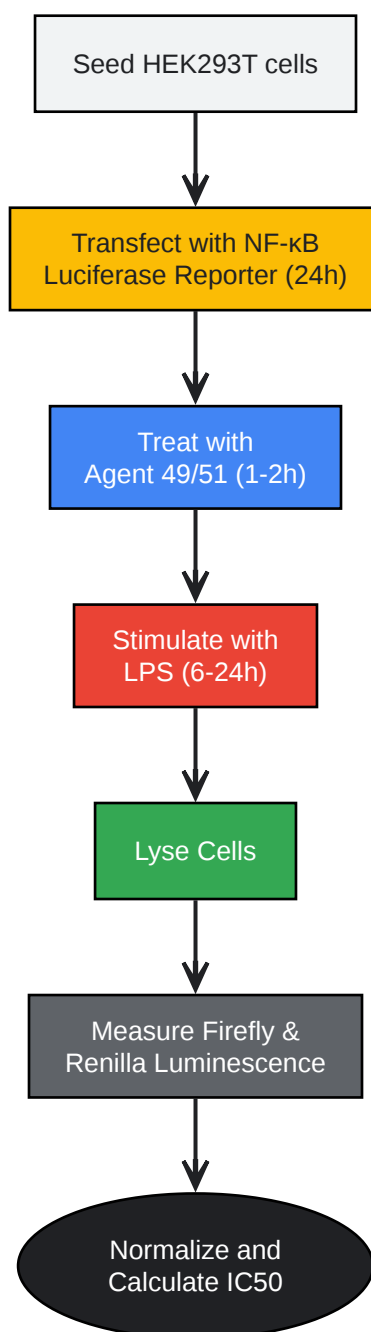 Seed HEK293T cells
Transfect with NF-κB
Luciferase Reporter (24h)
Treat with
Agent 49/51 (1-2h)
Stimulate with
LPS (6-24h)
Lyse Cells
Measure Firefly &
Renilla Luminescence
Normalize and
Calculate IC50